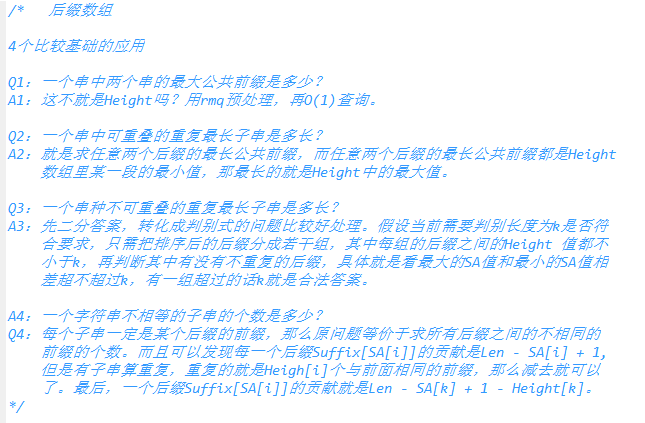 /*   后缀数组
4个比较基础的应用
Q1：一个串中两个串的最大公共前缀是多少？
A1：这不就是Height吗？用rmq预处理，再O(1)查询。
Q2：一个串中可重叠的重复最长子串是多长？
A2：就是求任意两个后缀的最长公共前缀，而任意两个后缀的最长公共前缀都是Height
数组里某一段的最小值，那最长的就是Height中的最大值。
Q3：一个串种不可重叠的重复最长子串是多长？
A3：先二分答案，转化成判别式的问题比较好处理。假设当前需要判别长度为k是否符
合要求，只需把排序后的后缀分成若干组，其中每组的后缀之间的Height 值都不
小于k，再判断其中有没有不重复的后缀，具体就是看最大的SA值和最小的SA值相
差超不超过k，有一组超过的话k就是合法答案。
A4：一个字符串不相等的子串的个数是多少？
Q4：每个子串一定是某个后缀的前缀，那么原问题等价于求所有后缀之间的不相同的
前缀的个数。而且可以发现每一个后缀Suffix[SA[i]]的贡献是Len - SA[i] + 1,
但是有子串算重复，重复的就是Heigh[i]个与前面相同的前缀，那么减去就可以
了。最后，一个后缀Suffix[SA[i]]的贡献就是Len - SA[k] + 1 - Height[k]。
*/